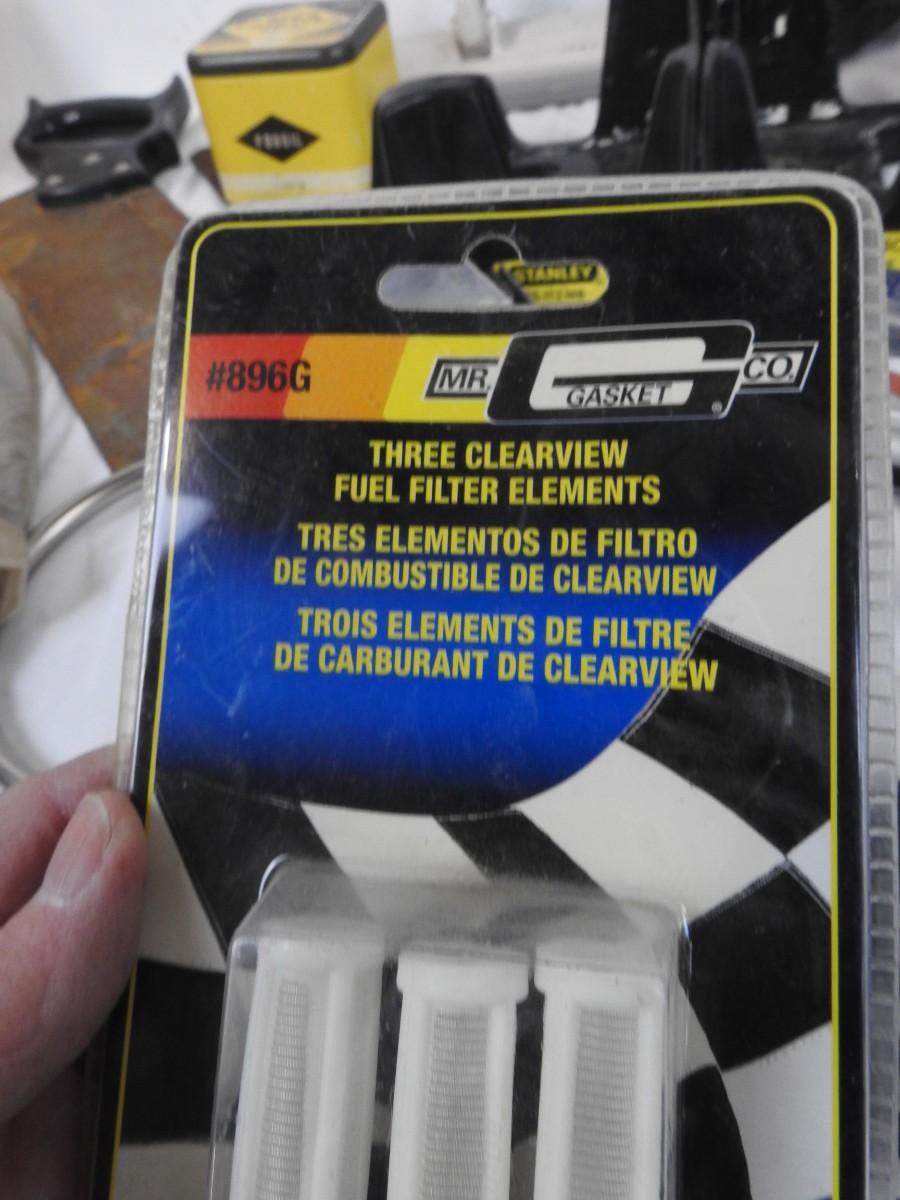 FOSSIL
STANLEY
#896G
MR. GASKET CO.
THREE CLEARVIEW
FUEL FILTER ELEMENTS
TRES ELEMENTOS DE FILTRO
DE COMBUSTIBLE DE CLEARVIEW
TROIS ELEMENTS DE FILTRE
DE CARBURANT DE CLEARVIEW